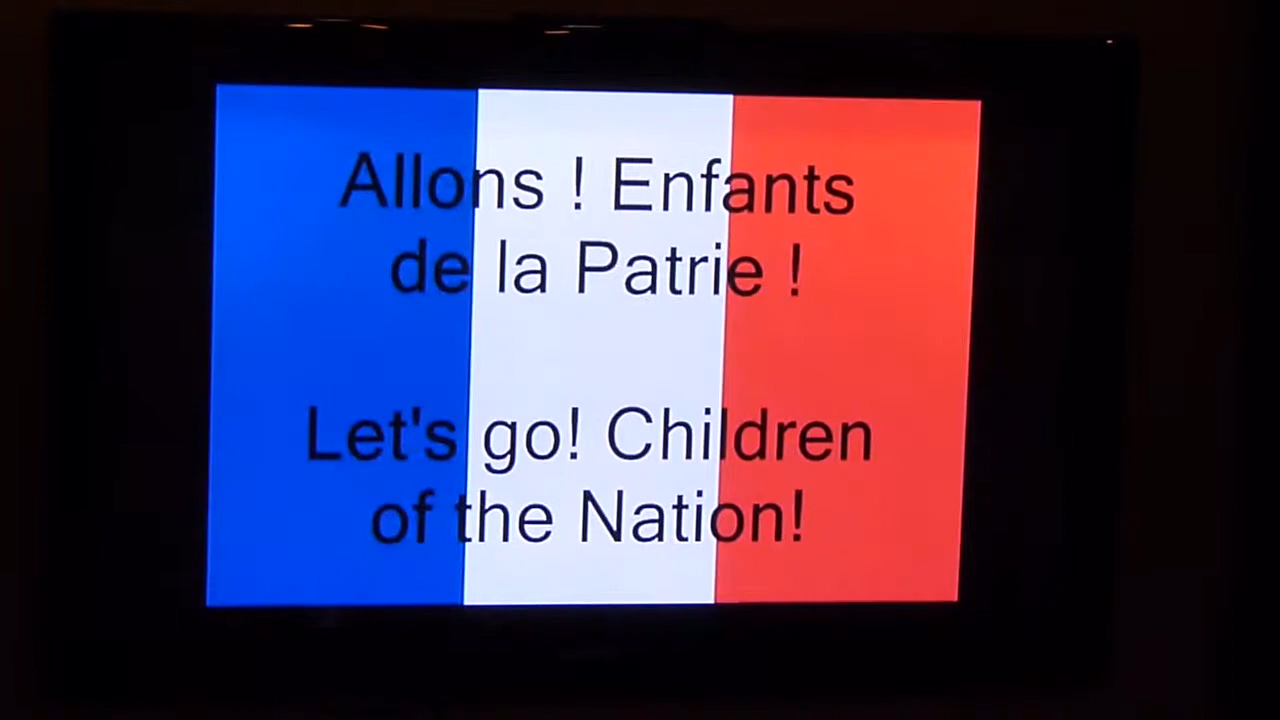 Allons ! Enfants
de la Patrie !
Let's go! Children
of the Nation!